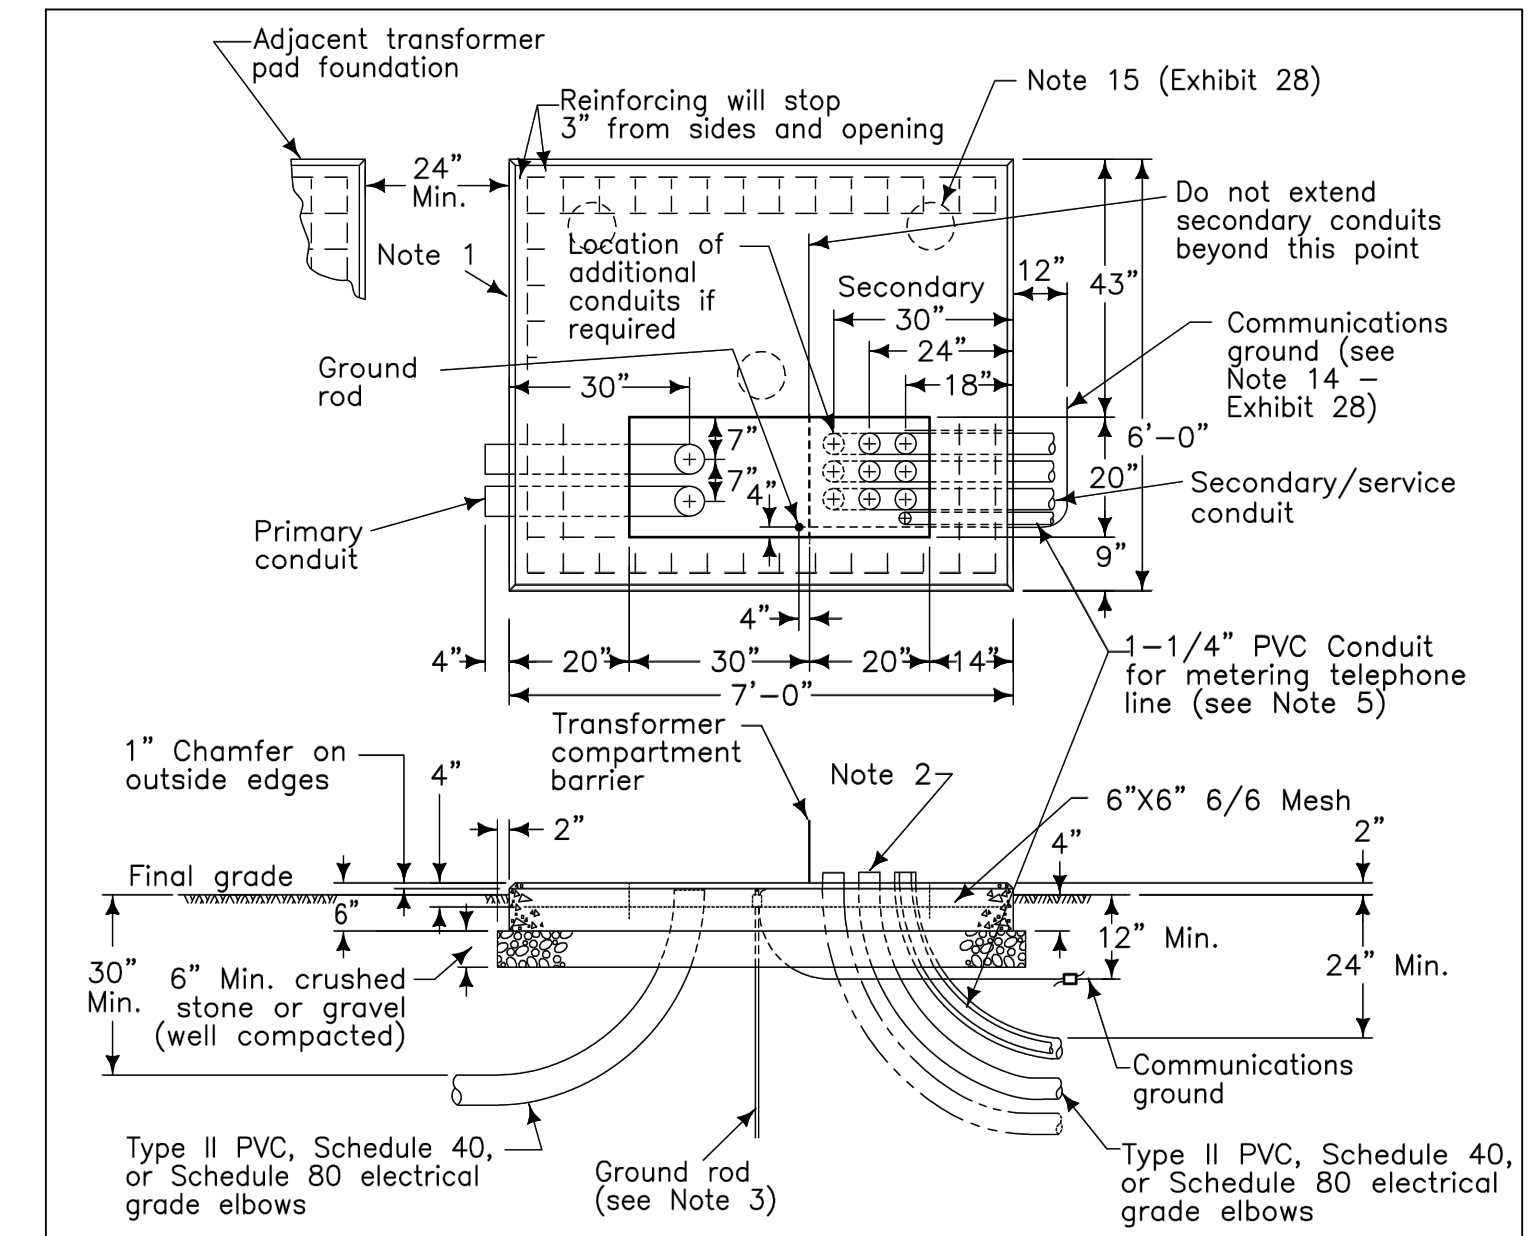 Adjacent transformer
pad foundation
Reinforcing will stop
3" from sides and opening
Note 15 (Exhibit 28)
24"
Min.
Note 1
Location of
additional
conduits if
required
Do not extend
secondary conduits
beyond this point
12"
43"
Secondary
30"
24"
18"
Communications
ground (see
Note 14 –
Exhibit 28)
Ground
rod
30"
7"
7"
4"
6'-0"
20"
Secondary/service
conduit
Primary
conduit
9"
4"
4"
20"
30"
20"
14"
7'-0"
1-1/4" PVC Conduit
for metering telephone
line (see Note 5)
Transformer
compartment
barrier
1" Chamfer on
outside edges
4"
Note 2
6"X6" 6/6 Mesh
2"
4"
2"
Final grade
6"
30"
Min.
6" Min. crushed
stone or gravel
(well compacted)
12" Min.
24" Min.
Communications
ground
Type II PVC, Schedule 40,
or Schedule 80 electrical
grade elbows
Ground rod
(see Note 3)
Type II PVC, Schedule 40,
or Schedule 80 electrical
grade elbows